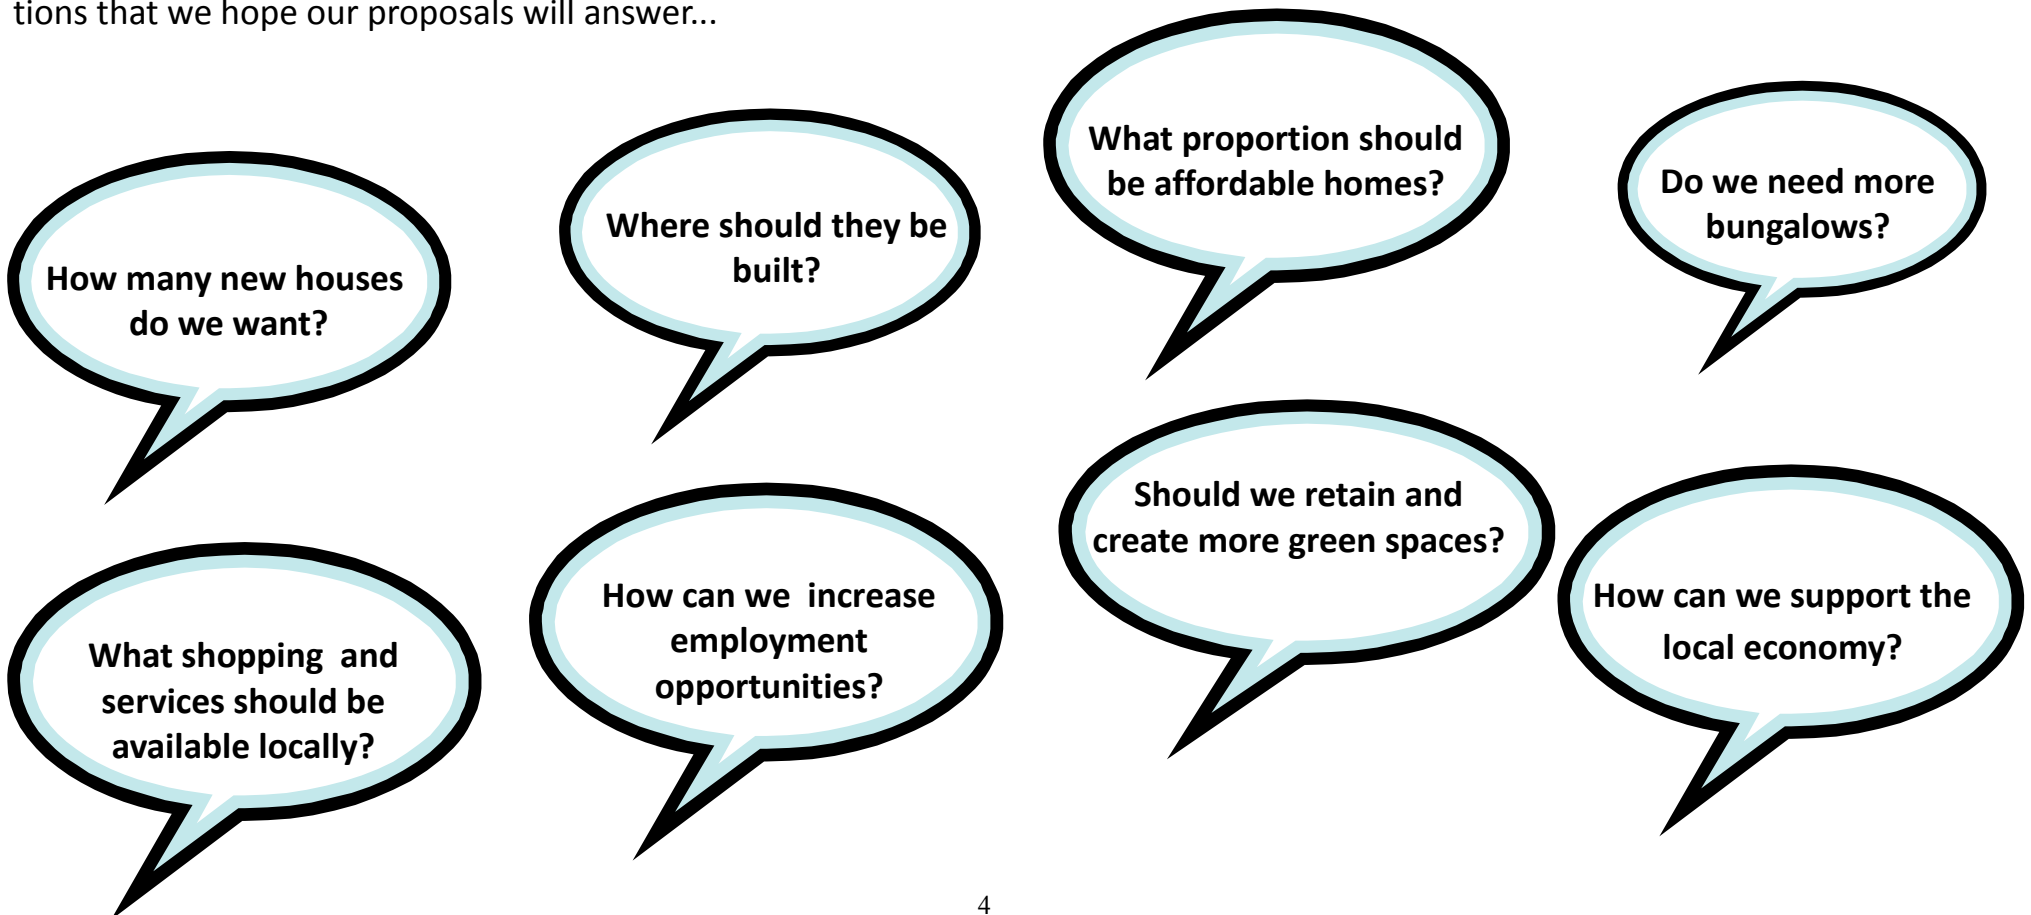 tions that we hope our proposals will answer...
How many new houses
do we want?
Where should they be
built?
What proportion should
be affordable homes?
Do we need more
bungalows?
What shopping  and
services should be
available locally?
How can we  increase
employment
opportunities?
Should we retain and
create more green spaces?
How can we support the
local economy?
4